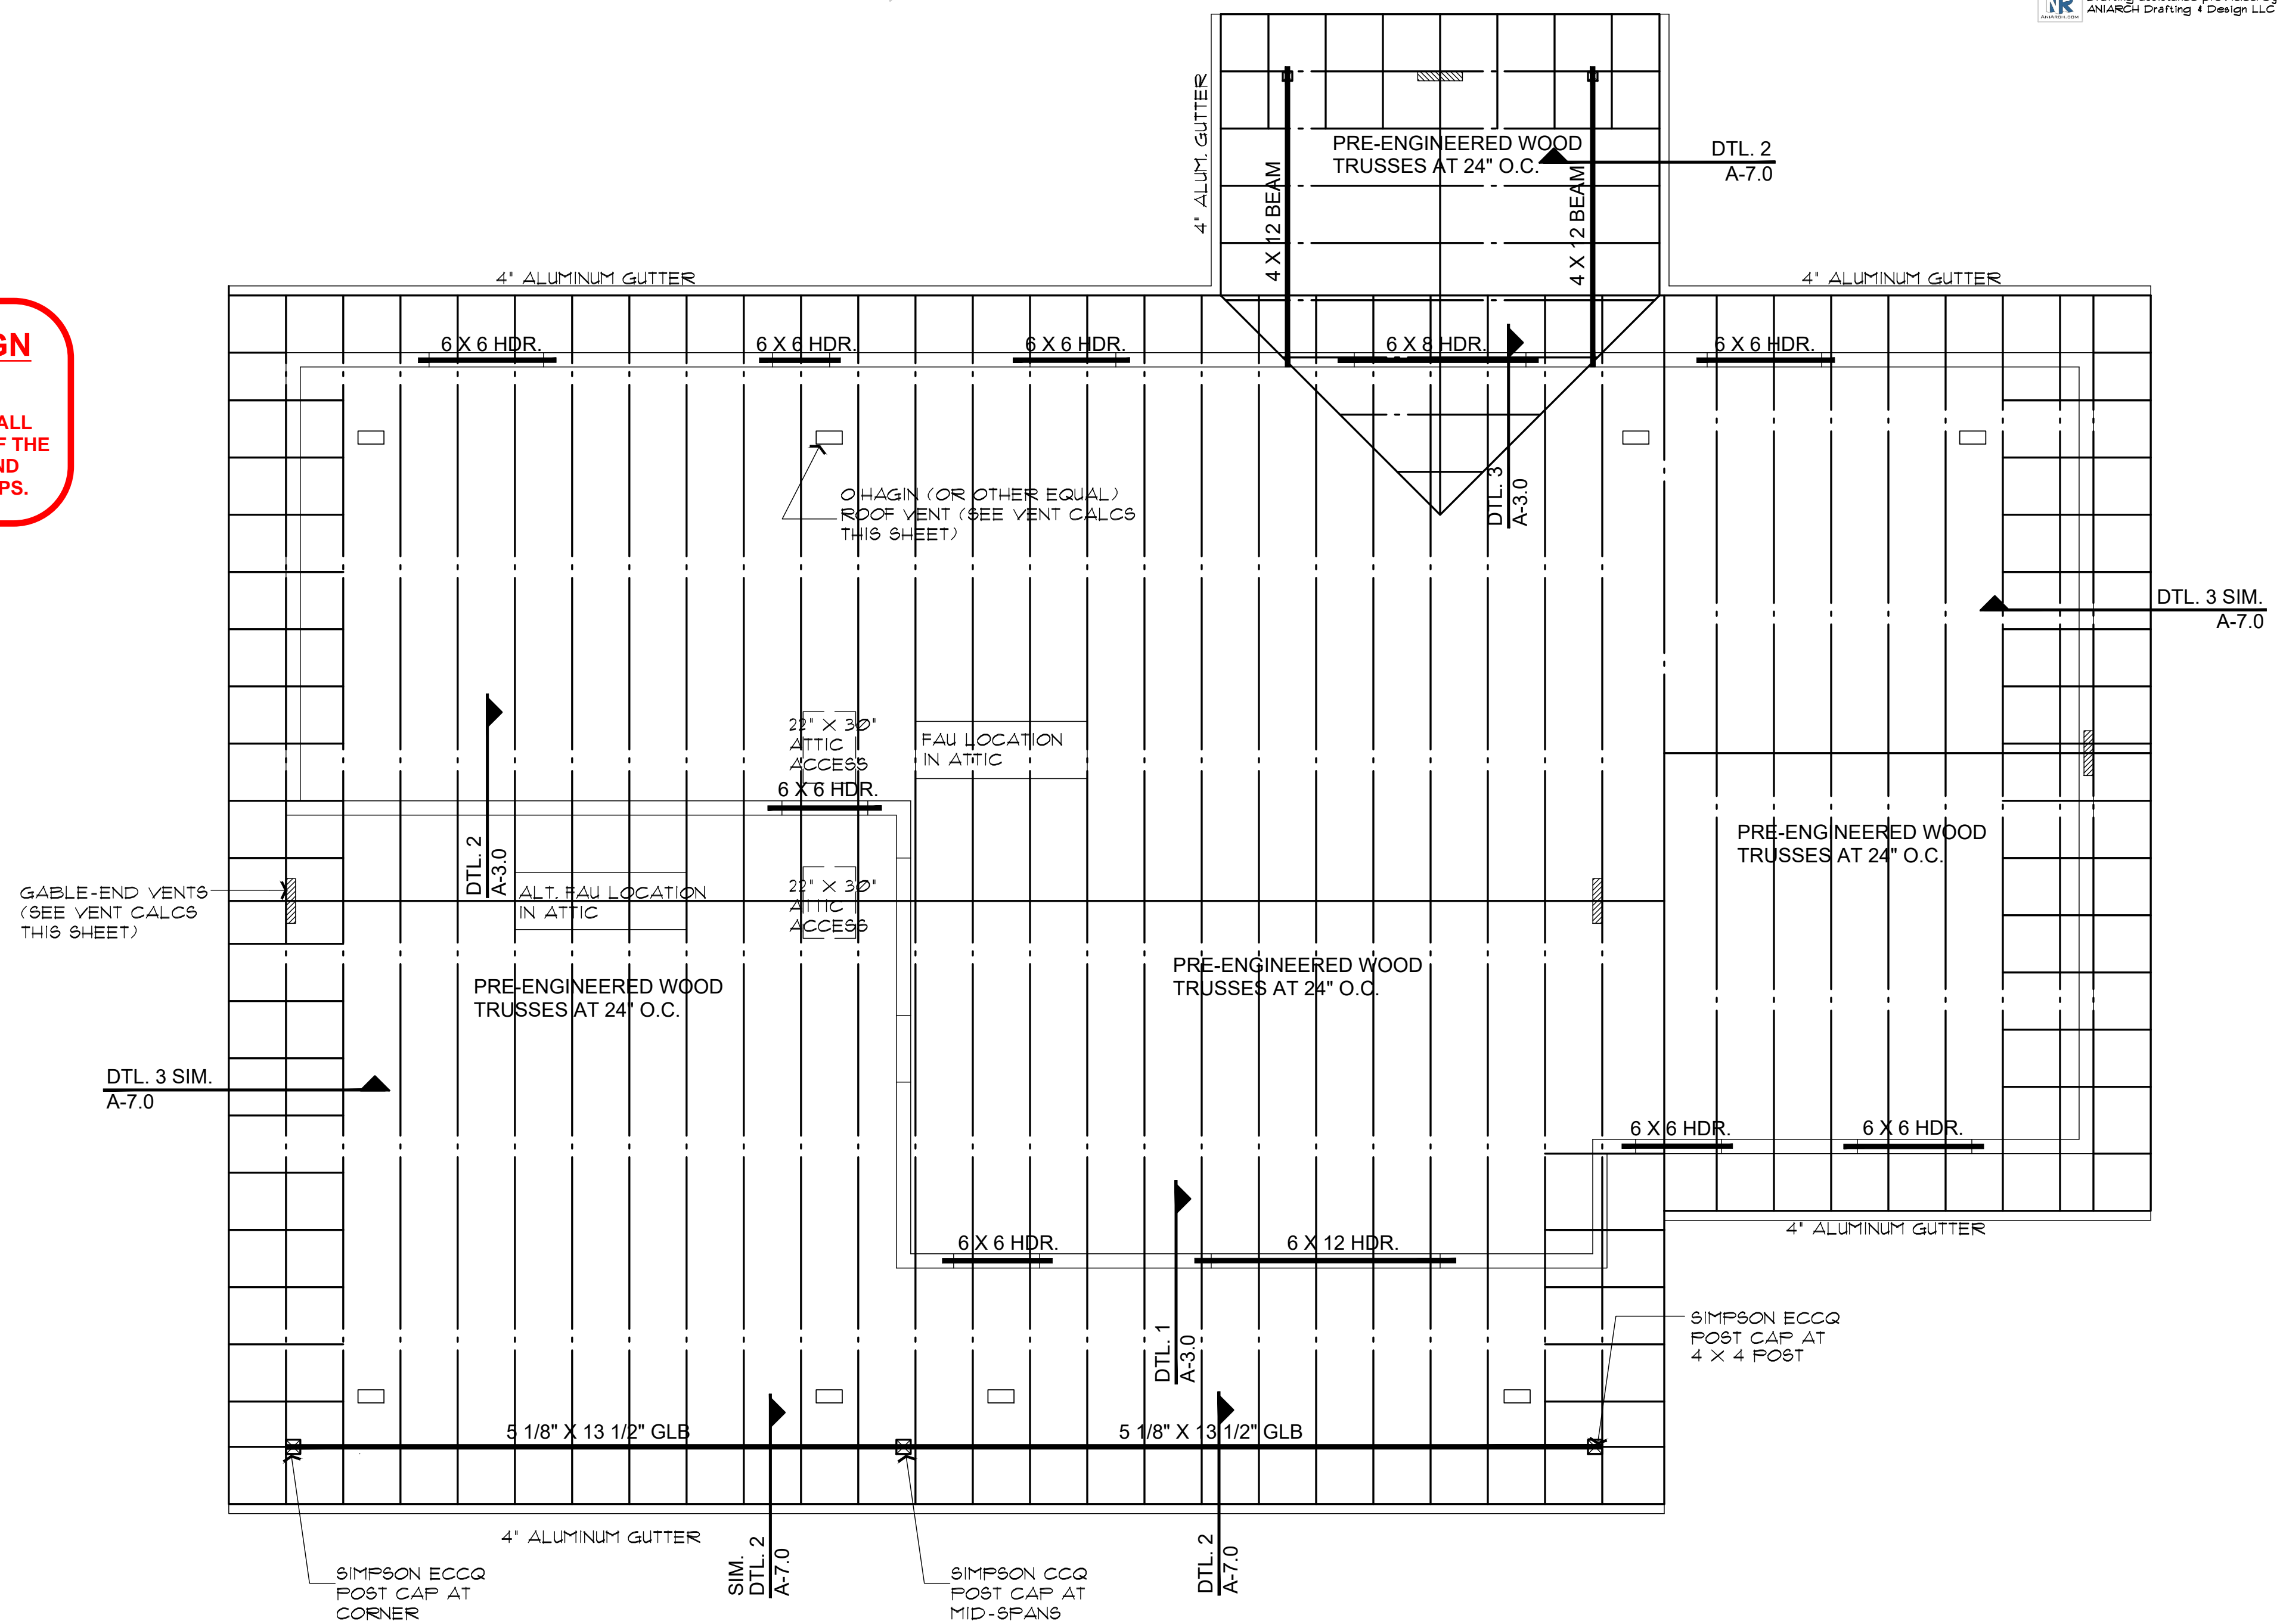 ANIARCH Drafting & Design LLC
ANIARCH.COM
4" ALUM. GUTTER
4 X 12 BEAM
PRE-ENGINEERED WOOD
TRUSSES AT 24" O.C.
4 X 12 BEAM
DTL. 2
A-7.0
4" ALUMINUM GUTTER
4" ALUMINUM GUTTER
GN
ALL
F THE
ND
PS.
6 X 6 HDR.
6 X 6 HDR.
6 X 6 HDR.
6 X 8 HDR.
6 X 6 HDR.
O'HAGIN (OR OTHER EQUAL)
ROOF VENT (SEE VENT CALCS
THIS SHEET)
DTL. 3
A-3.0
DTL. 3 SIM.
A-7.0
22" X 30"
ATTIC
ACCESS
FAU LOCATION
IN ATTIC
6 X 6 HDR.
DTL. 2
A-3.0
PRE-ENGINEERED WOOD
TRUSSES AT 24" O.C.
GABLE-END VENTS
(SEE VENT CALCS
THIS SHEET)
ALT. FAU LOCATION
IN ATTIC
22" X 30"
ATTIC
ACCESS
PRE-ENGINEERED WOOD
TRUSSES AT 24" O.C.
PRE-ENGINEERED WOOD
TRUSSES AT 24" O.C.
DTL. 3 SIM.
A-7.0
6 X 6 HDR.
6 X 6 HDR.
4" ALUMINUM GUTTER
6 X 6 HDR.
6 X 12 HDR.
DTL. 1
A-3.0
SIMPSON ECCQ
POST CAP AT
4 X 4 POST
5 1/8" X 13 1/2" GLB
5 1/8" X 13 1/2" GLB
4" ALUMINUM GUTTER
SIM.
DTL. 2
A-7.0
DTL. 2
A-7.0
SIMPSON ECCQ
POST CAP AT
CORNER
SIMPSON CCQ
POST CAP AT
MID-SPANS